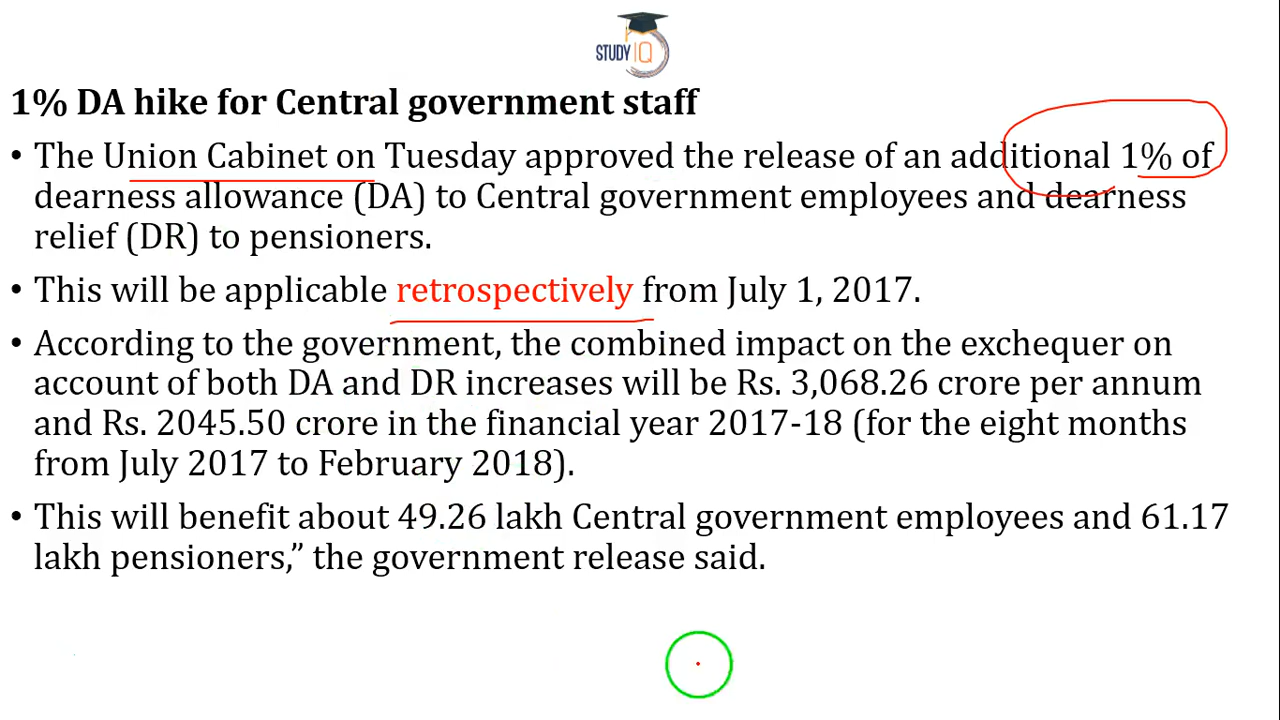 STUDY IQ
1% DA hike for Central government staff
• The Union Cabinet on Tuesday approved the release of an additional 1% of
dearness allowance (DA) to Central government employees and dearness
relief (DR) to pensioners.
• This will be applicable retrospectively from July 1, 2017.
• According to the government, the combined impact on the exchequer on
account of both DA and DR increases will be Rs. 3,068.26 crore per annum
and Rs. 2045.50 crore in the financial year 2017-18 (for the eight months
from July 2017 to February 2018).
• This will benefit about 49.26 lakh Central government employees and 61.17
lakh pensioners,” the government release said.